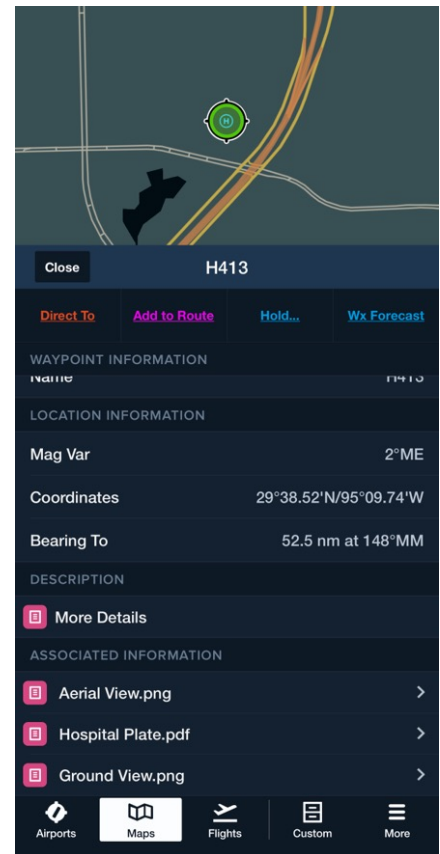 H
Close H413
Direct To Add to Route Hold... Wx Forecast
WAYPOINT INFORMATION
Name H413
LOCATION INFORMATION
Mag Var 2°ME
Coordinates 29°38.52'N/95°09.74'W
Bearing To 52.5 nm at 148°MM
DESCRIPTION
More Details
ASSOCIATED INFORMATION
Aerial View.png
Hospital Plate.pdf
Ground View.png
Airports Maps Flights Custom More